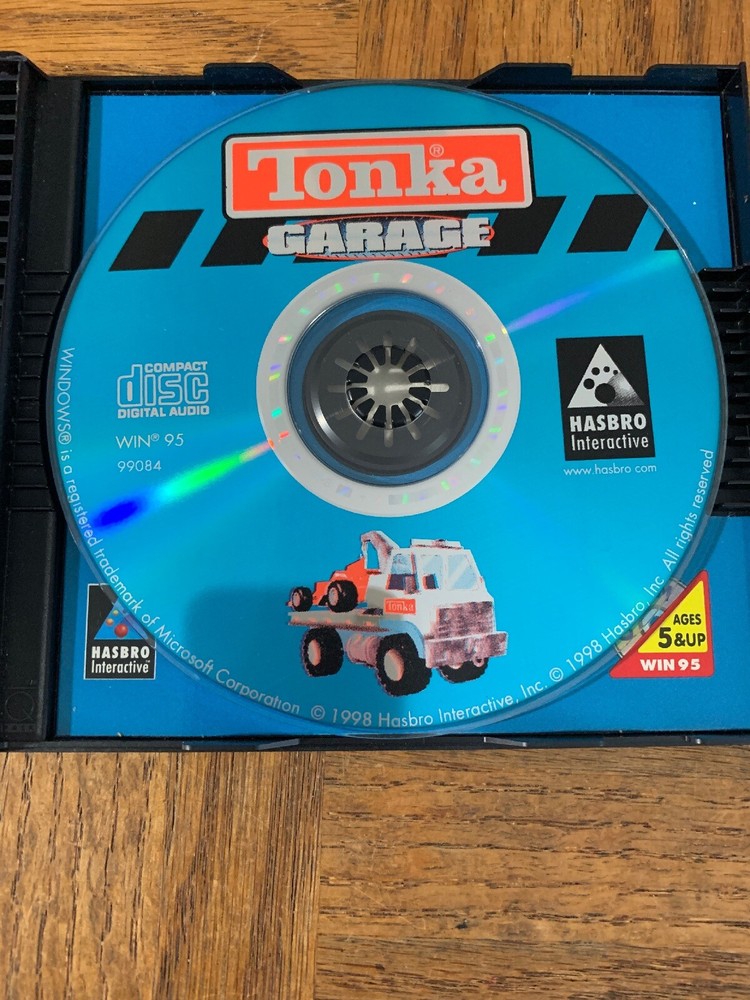 Tonka®
GARAGE
COMPACT
disc
DIGITAL AUDIO
WIN® 95
99084
HASBRO
Interactive
www.hasbro.com
Tonka
WINDOWS® is a registered trademark of Microsoft Corporation © 1998 Hasbro Interactive, Inc. © 1998 Hasbro, Inc. All rights reserved
HASBRO
Interactive™
AGES
5 & UP
WIN 95